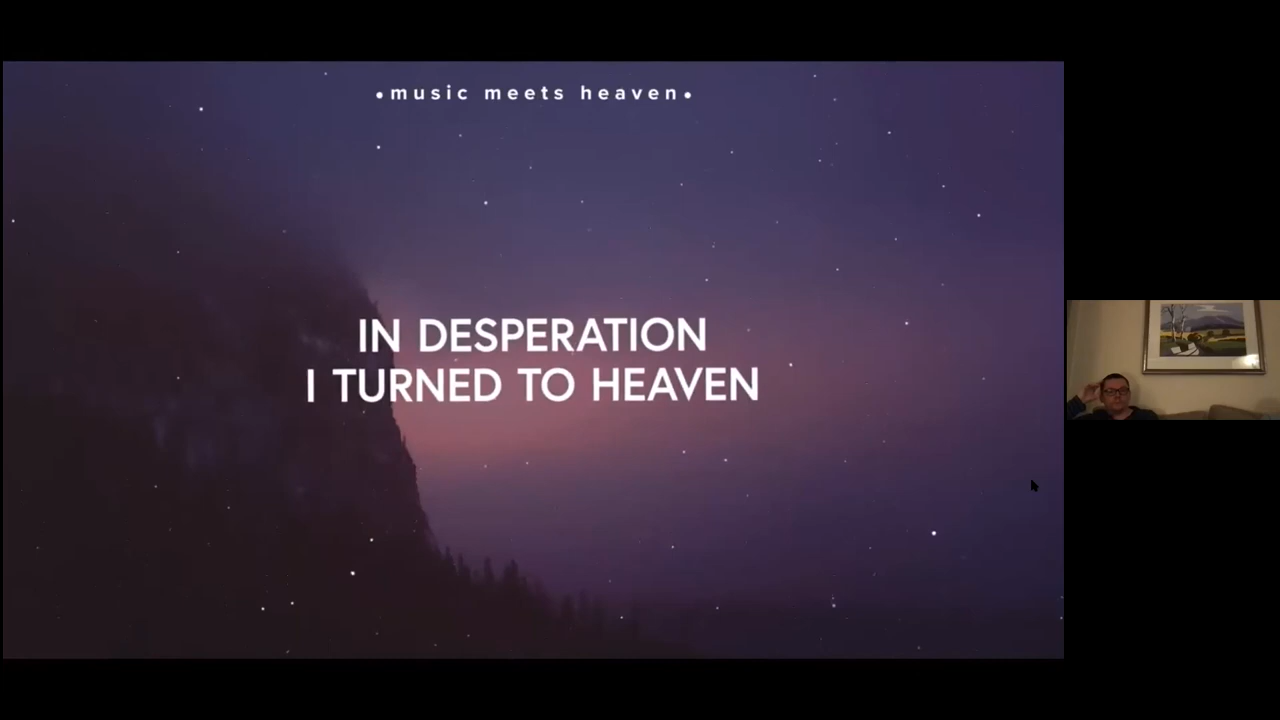 •music meets heaven•
IN DESPERATION
I TURNED TO HEAVEN